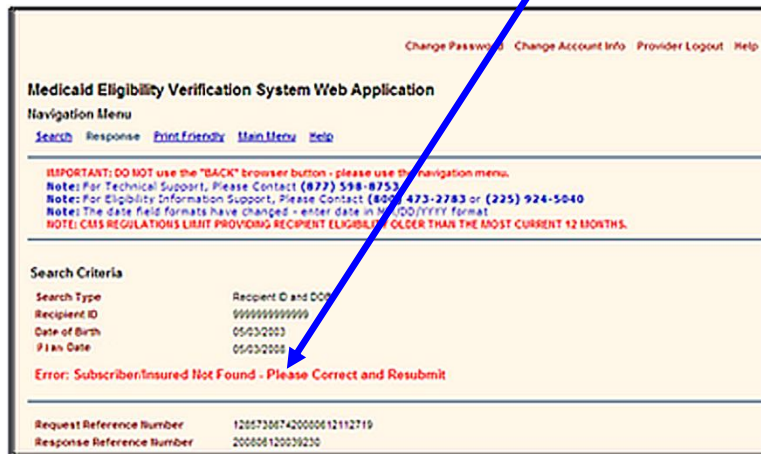 Change Password Change Account Info Provider Logout Help
Medicaid Eligibility Verification System Web Application
Navigation Menu
Search Response Print Friendly Main Menu Help
IMPORTANT: DO NOT use the "BACK" browser button - please use the navigation menu.
Note: For Technical Support, Please Contact (877) 598-8753
Note: For Eligibility Information Support, Please Contact (800) 473-2783 or (225) 924-5040
Note: The date field formats have changed - enter date in MM/DD/YYYY format
NOTE: CMS REGULATIONS LIMIT PROVIDING RECIPIENT ELIGIBILITY OLDER THAN THE MOST CURRENT 12 MONTHS.
Search Criteria
Search Type Recipient ID and DOB
Recipient ID 9999999999999
Date of Birth 05/03/2003
Plan Date 05/03/2008
Error: Subscriber/Insured Not Found - Please Correct and Resubmit
Request Reference Number
Response Reference Number 200806120039230